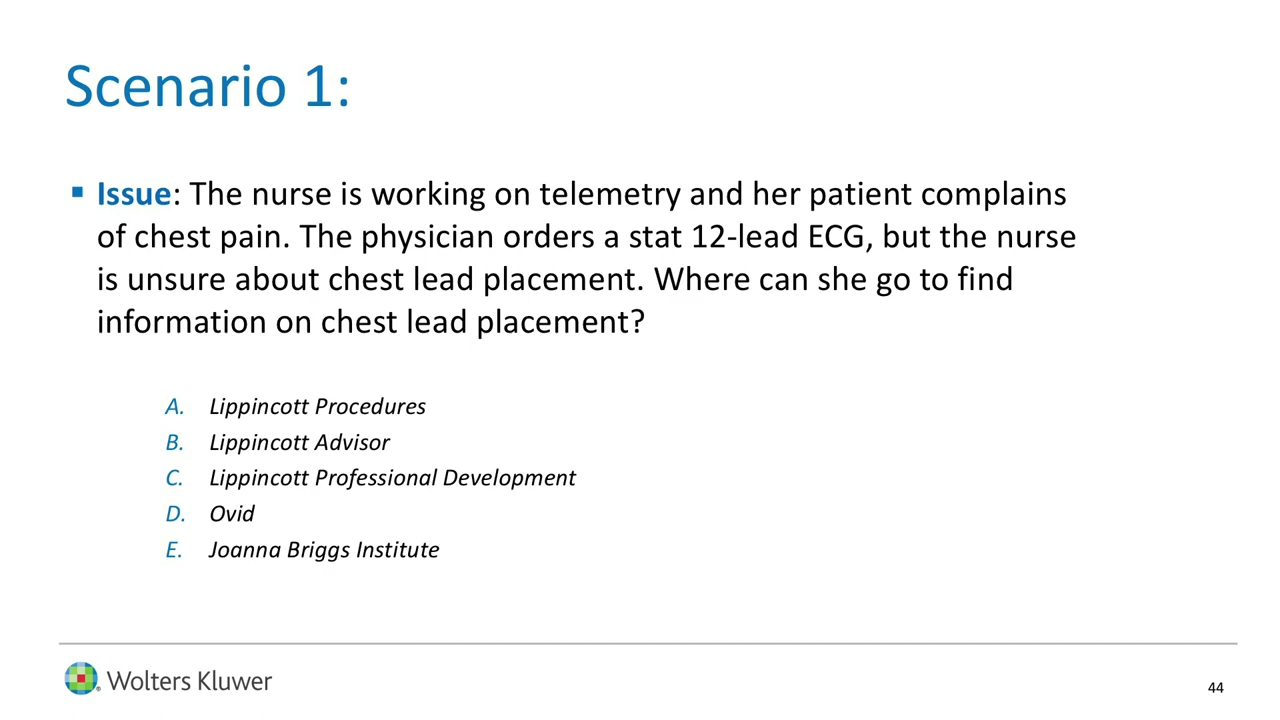 Scenario 1:
▪ Issue: The nurse is working on telemetry and her patient complains
of chest pain. The physician orders a stat 12-lead ECG, but the nurse
is unsure about chest lead placement. Where can she go to find
information on chest lead placement?
A. Lippincott Procedures
B. Lippincott Advisor
C. Lippincott Professional Development
D. Ovid
E. Joanna Briggs Institute
® Wolters Kluwer
44